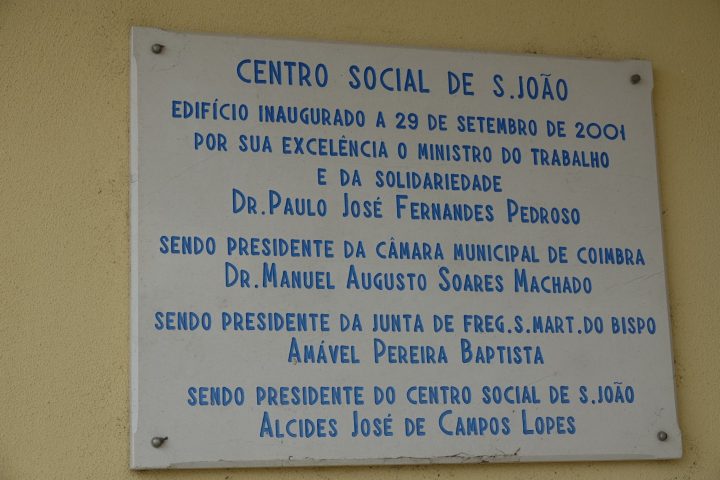 CENTRO SOCIAL DE S.JOÃO
EDIFÍCIO INAUGURADO A 29 DE SETEMBRO DE 2001
POR SUA EXCELÊNCIA O MINISTRO DO TRABALHO
E DA SOLIDARIEDADE
DR.PAULO JOSÉ FERNANDES PEDROSO
SENDO PRESIDENTE DA CÂMARA MUNICIPAL DE COIMBRA
DR.MANUEL AUGUSTO SOARES MACHADO
SENDO PRESIDENTE DA JUNTA DE FREG.S.MART.DO BISPO
AMÁVEL PEREIRA BAPTISTA
SENDO PRESIDENTE DO CENTRO SOCIAL DE S.JOÃO
ALCIDES JOSÉ DE CAMPOS LOPES